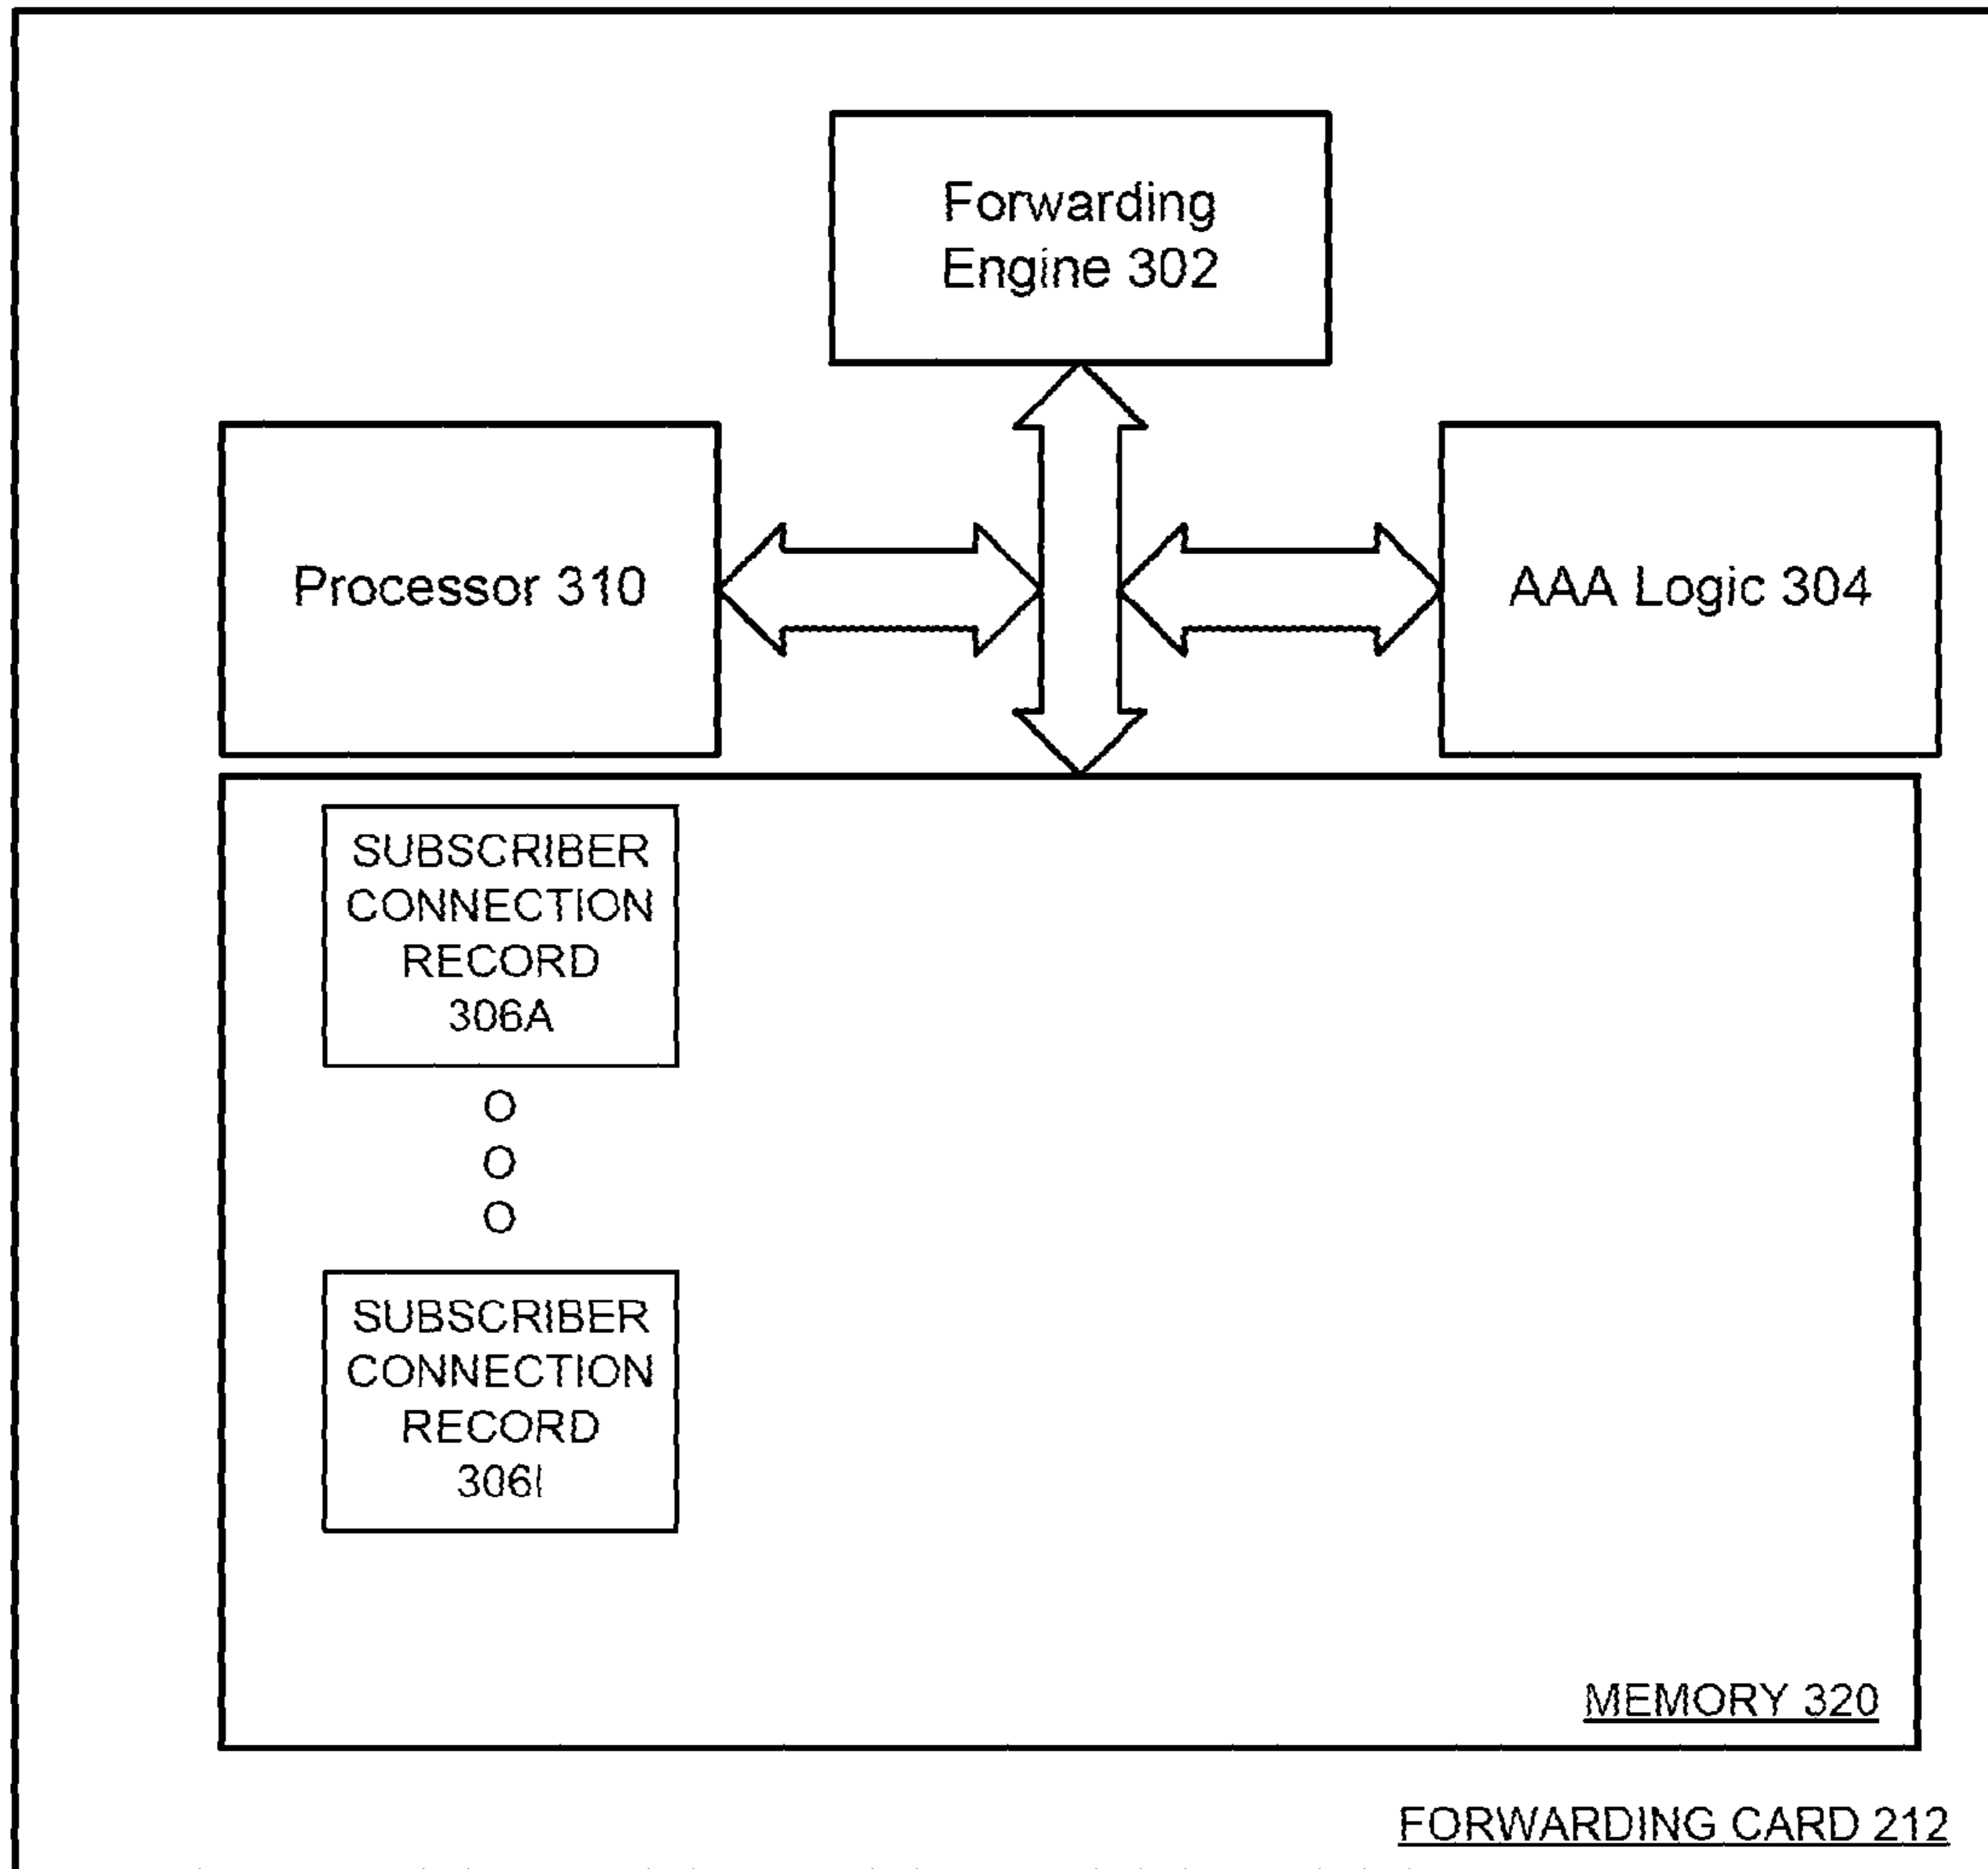 Forwarding
Engine 302
Processor 310
AAA Logic 304
SUBSCRIBER
CONNECTION
RECORD
306A
O
O
O
SUBSCRIBER
CONNECTION
RECORD
306I
MEMORY 320
FORWARDING CARD 212